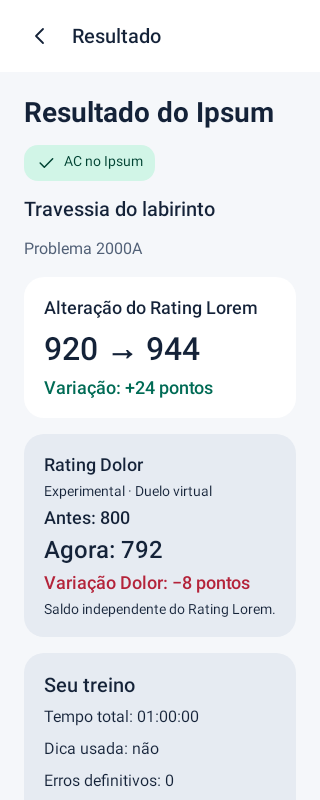 Resultado
Resultado do Ipsum
AC no Ipsum
Travessia do labirinto
Problema 2000A
Alteração do Rating Lorem
920 → 944
Variação: +24 pontos
Rating Dolor
Experimental · Duelo virtual
Antes: 800
Agora: 792
Variação Dolor: −8 pontos
Saldo independente do Rating Lorem.
Seu treino
Tempo total: 01:00:00
Dica usada: não
Erros definitivos: 0